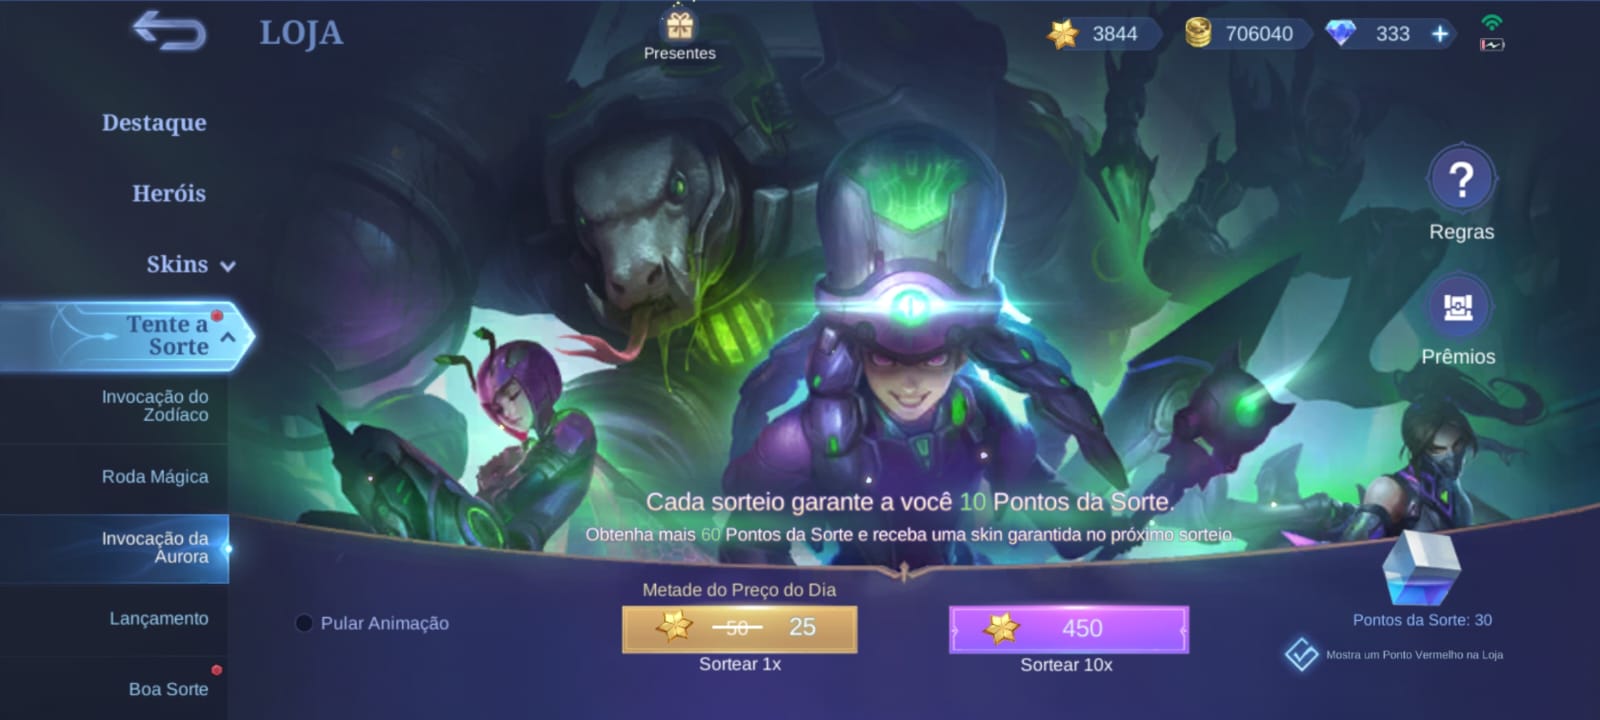 LOJA
Presentes
3844
706040
333
Destaque
Heróis
Skins
Tente a
Sorte
Invocação do
Zodíaco
Roda Mágica
Invocação da
Aurora
Lançamento
Boa Sorte
?
Regras
Prêmios
Cada sorteio garante a você 10 Pontos da Sorte.
Obtenha mais 60 Pontos da Sorte e receba uma skin garantida no próximo sorteio.
Metade do Preço do Dia
Pular Animação
50 25
450
Sortear 1x
Sortear 10x
Pontos da Sorte: 30
Mostra um Ponto Vermelho na Loja